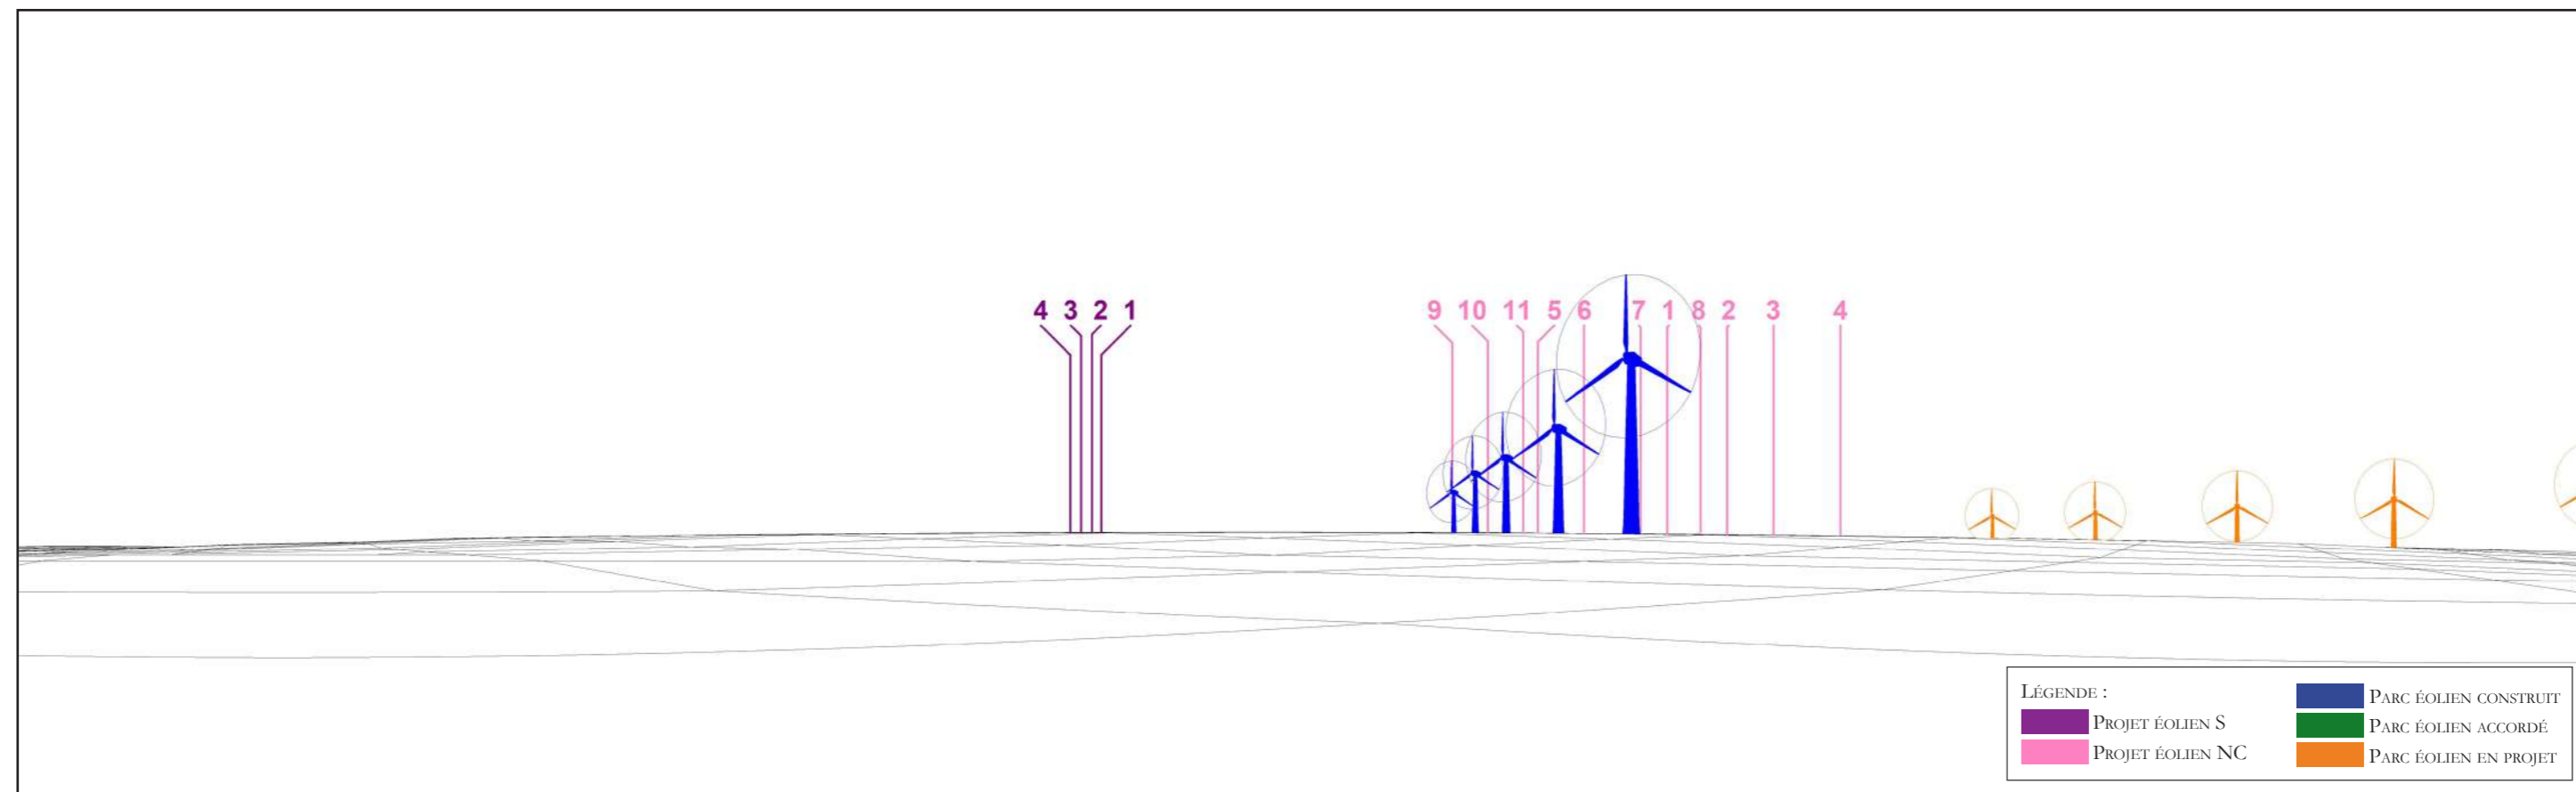 4 3 2 1 9 10 11 5 6 7 1 8 2 3 4
Légende :
Projet éolien S
Projet éolien NC
Parc éolien construit
Parc éolien accordé
Parc éolien en projet